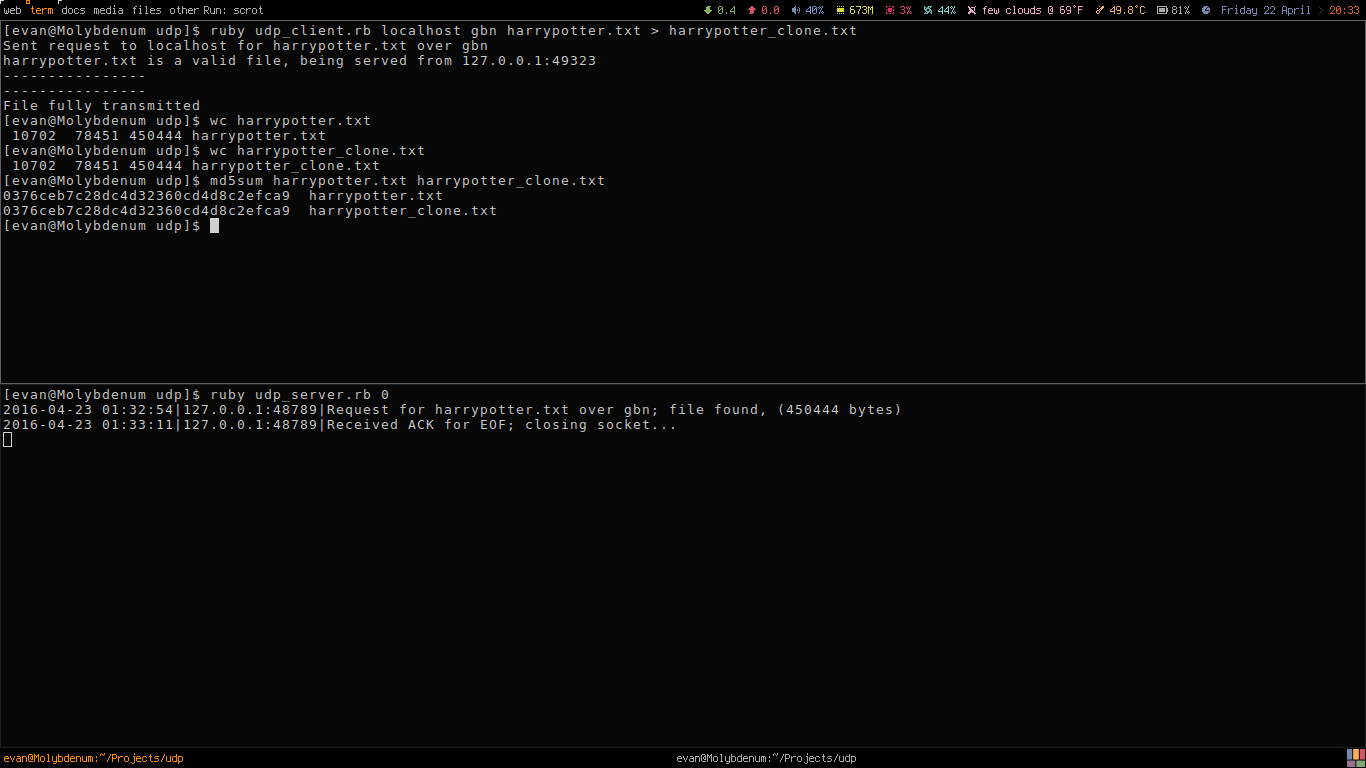 web term docs media files other Run: scrot 0.4 0.0 40% 673M 3% 44% few clouds @ 69°F 49.8°C 81% Friday 22 April > 20:33
[evan@Molybdenum udp]$ ruby udp_client.rb localhost gbn harrypotter.txt > harrypotter_clone.txt
Sent request to localhost for harrypotter.txt over gbn
harrypotter.txt is a valid file, being served from 127.0.0.1:49323
----------------
----------------
File fully transmitted
[evan@Molybdenum udp]$ wc harrypotter.txt
 10702  78451 450444 harrypotter.txt
[evan@Molybdenum udp]$ wc harrypotter_clone.txt
 10702  78451 450444 harrypotter_clone.txt
[evan@Molybdenum udp]$ md5sum harrypotter.txt harrypotter_clone.txt
0376ceb7c28dc4d32360cd4d8c2efca9  harrypotter.txt
0376ceb7c28dc4d32360cd4d8c2efca9  harrypotter_clone.txt
[evan@Molybdenum udp]$
[evan@Molybdenum udp]$ ruby udp_server.rb 0
2016-04-23 01:32:54|127.0.0.1:48789|Request for harrypotter.txt over gbn; file found, (450444 bytes)
2016-04-23 01:33:11|127.0.0.1:48789|Received ACK for EOF; closing socket...
evan@Molybdenum:~/Projects/udp evan@Molybdenum:~/Projects/udp